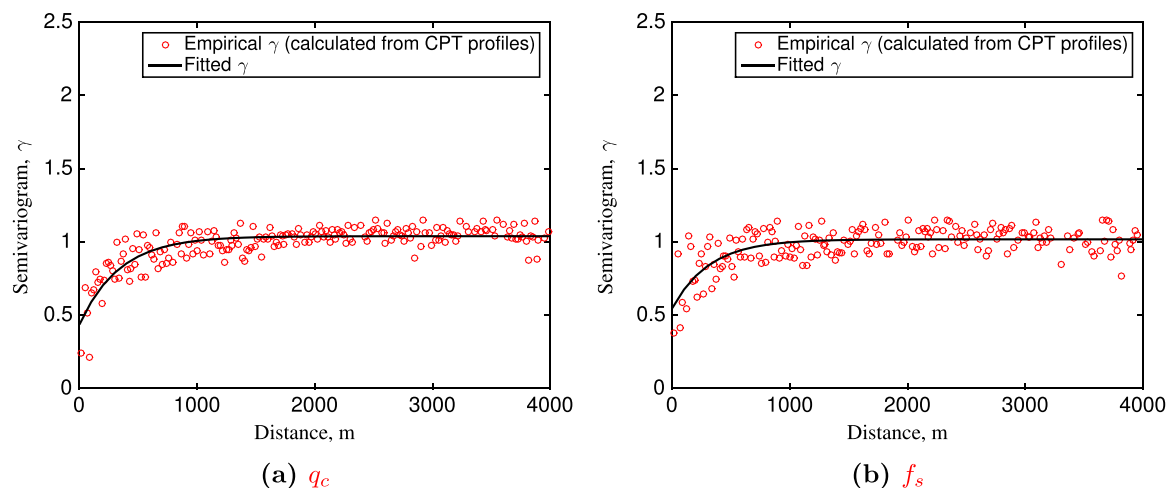 2.5
2
1.5
1
0.5
0
Semivariogram, γ
Empirical γ (calculated from CPT profiles)
Fitted γ
0 1000 2000 3000 4000
Distance, m
(a) q_c
2.5
2
1.5
1
0.5
0
Semivariogram, γ
Empirical γ (calculated from CPT profiles)
Fitted γ
0 1000 2000 3000 4000
Distance, m
(b) f_s